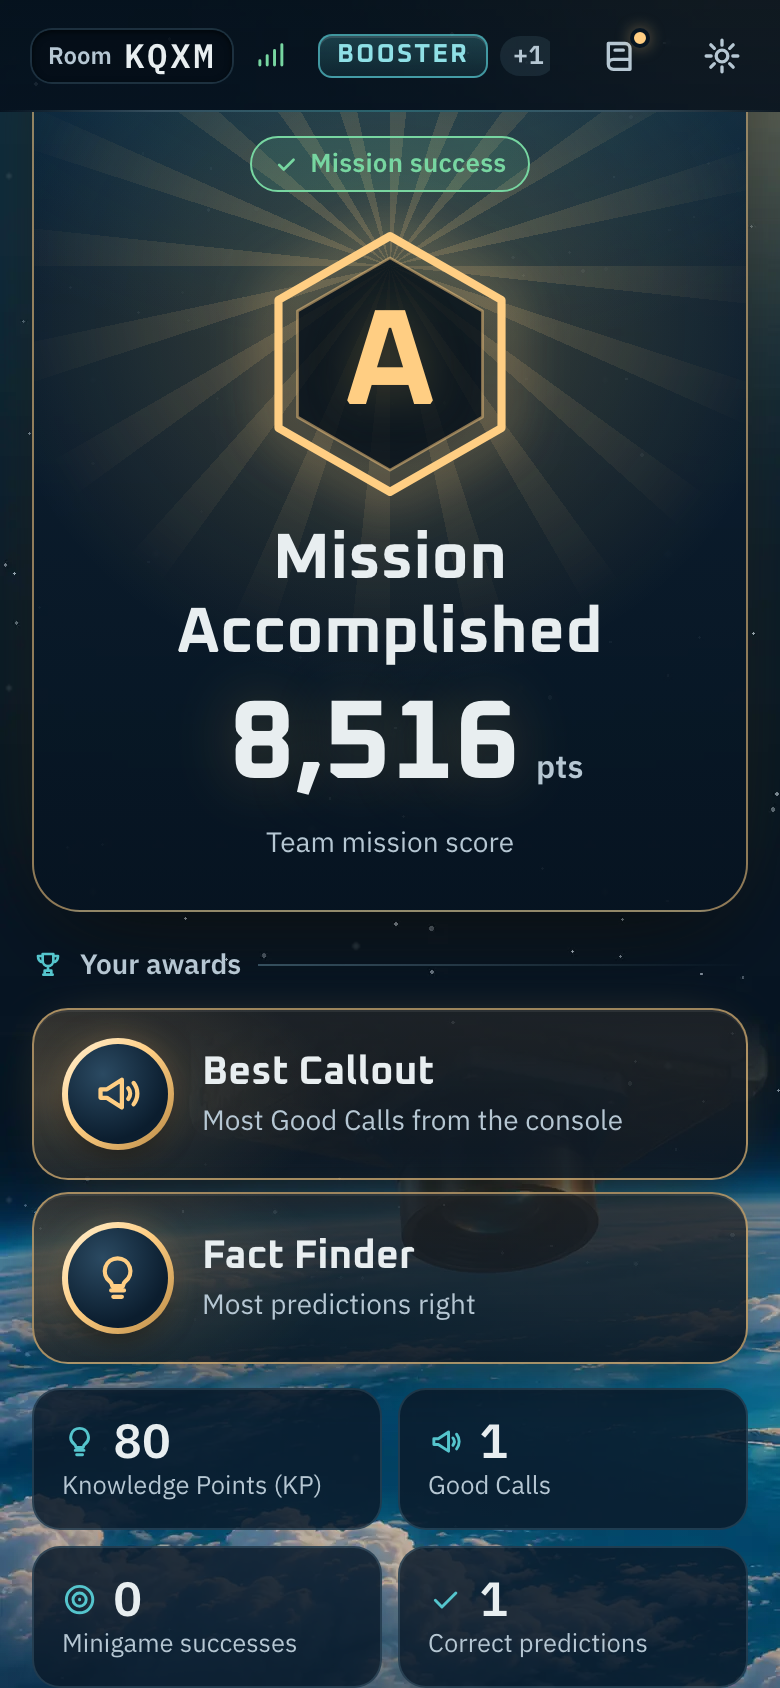 Room KQXM BOOSTER +1
Mission success
A
Mission
Accomplished
8,516 pts
Team mission score
Your awards
Best Callout
Most Good Calls from the console
Fact Finder
Most predictions right
80
Knowledge Points (KP)
1
Good Calls
0
Minigame successes
1
Correct predictions